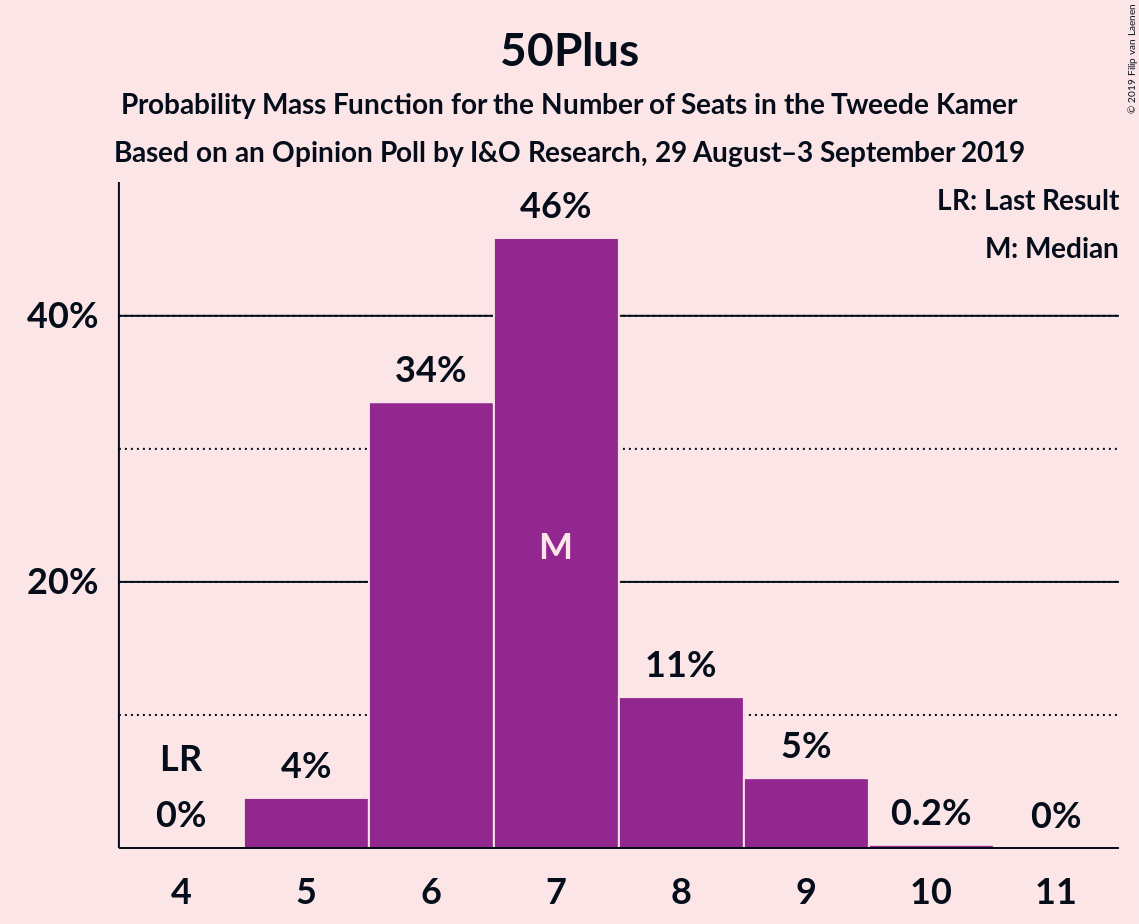 50Plus
Probability Mass Function for the Number of Seats in the Tweede Kamer
Based on an Opinion Poll by I&O Research, 29 August–3 September 2019
© 2019 Filip van Laenen
LR: Last Result
M: Median
46%
40%
34%
M
20%
11%
LR
4%
5%
0%
0.2%
0%
4 5 6 7 8 9 10 11